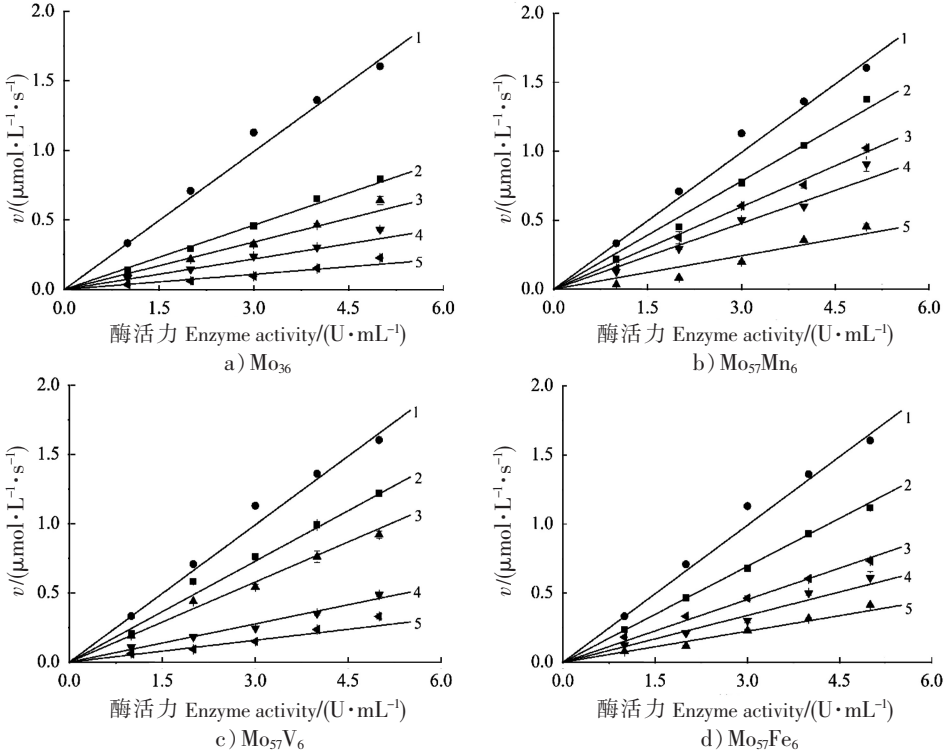 2.0
1.5
1.0
0.5
0.0
v/(μmol·L⁻¹·s⁻¹)
1
2
3
4
5
0.0 1.5 3.0 4.5 6.0
酶活力 Enzyme activity/(U·mL⁻¹)
a) Mo₃₆
2.0
1.5
1.0
0.5
0.0
v/(μmol·L⁻¹·s⁻¹)
1
2
3
4
5
0.0 1.5 3.0 4.5 6.0
酶活力 Enzyme activity/(U·mL⁻¹)
b) Mo₅₇Mn₆
2.0
1.5
1.0
0.5
0.0
v/(μmol·L⁻¹·s⁻¹)
1
2
3
4
5
0.0 1.5 3.0 4.5 6.0
酶活力 Enzyme activity/(U·mL⁻¹)
c) Mo₅₇V₆
2.0
1.5
1.0
0.5
0.0
v/(μmol·L⁻¹·s⁻¹)
1
2
3
4
5
0.0 1.5 3.0 4.5 6.0
酶活力 Enzyme activity/(U·mL⁻¹)
d) Mo₅₇Fe₆